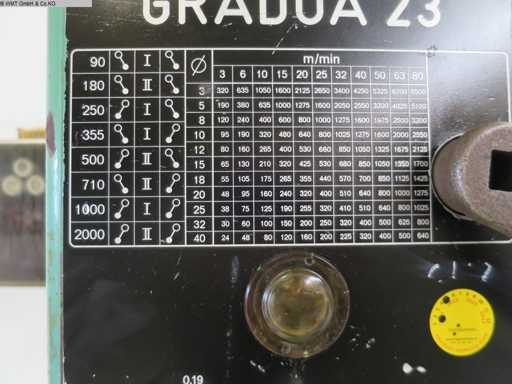 © WMT GmbH & Co.KG
GRADUA 23
m/min
90 I Ø 3 6 10 15 20 25 32 40 50 63 80
180 II 3 320 635 1050 1600 2125 2650 3400 4250 5325 6700 8500
250 I 5 190 380 635 1000 1275 1600 2050 2550 3200 4025 5100
8 120 240 400 600 800 1000 1275 1600 1975 2500 3200
355 I 10 95 190 320 480 640 800 1025 1275 1600 2000 2550
500 II 12 80 160 265 400 530 660 850 1050 1325 1675 2125
15 65 130 210 320 425 530 680 850 1050 1350 1700
710 II 18 55 105 175 265 355 440 570 700 850 1125 1425
20 48 95 160 240 320 400 510 640 800 1000 1275
1000 I 25 38 75 125 190 255 320 410 510 640 800 1025
2000 II 32 30 60 100 150 200 250 320 400 500 625 800
40 24 48 80 120 160 200 225 320 400 500 640
0,19